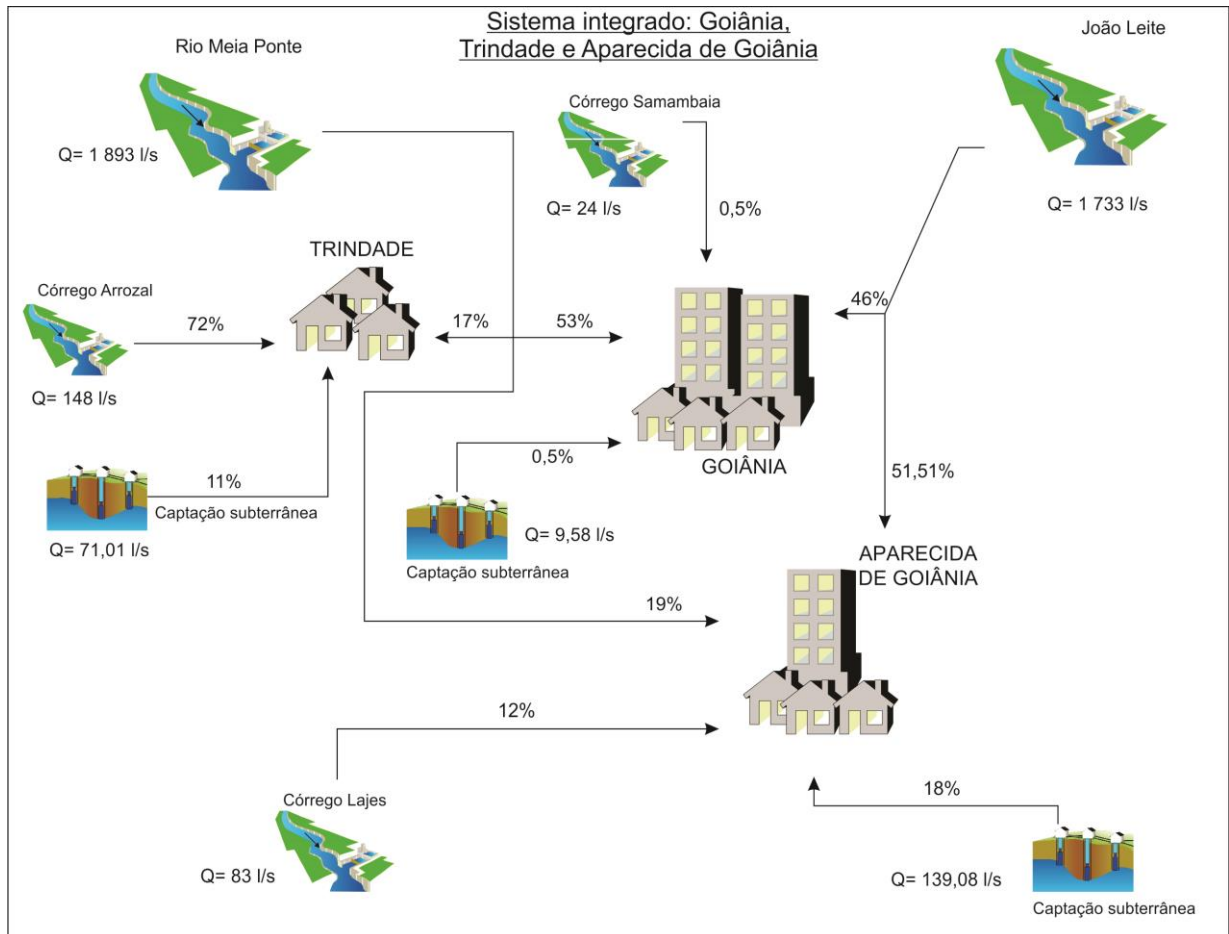 Sistema integrado: Goiânia,
Trindade e Aparecida de Goiânia
Rio Meia Ponte
Q= 1 893 l/s
Córrego Samambaia
Q= 24 l/s
0,5%
João Leite
Q= 1 733 l/s
TRINDADE
Córrego Arrozal
72%
Q= 148 l/s
17%
53%
46%
11%
Captação subterrânea
Q= 71,01 l/s
0,5%
GOIÂNIA
Q= 9,58 l/s
Captação subterrânea
51,51%
APARECIDA
DE GOIÂNIA
19%
12%
Córrego Lajes
Q= 83 l/s
18%
Q= 139,08 l/s
Captação subterrânea